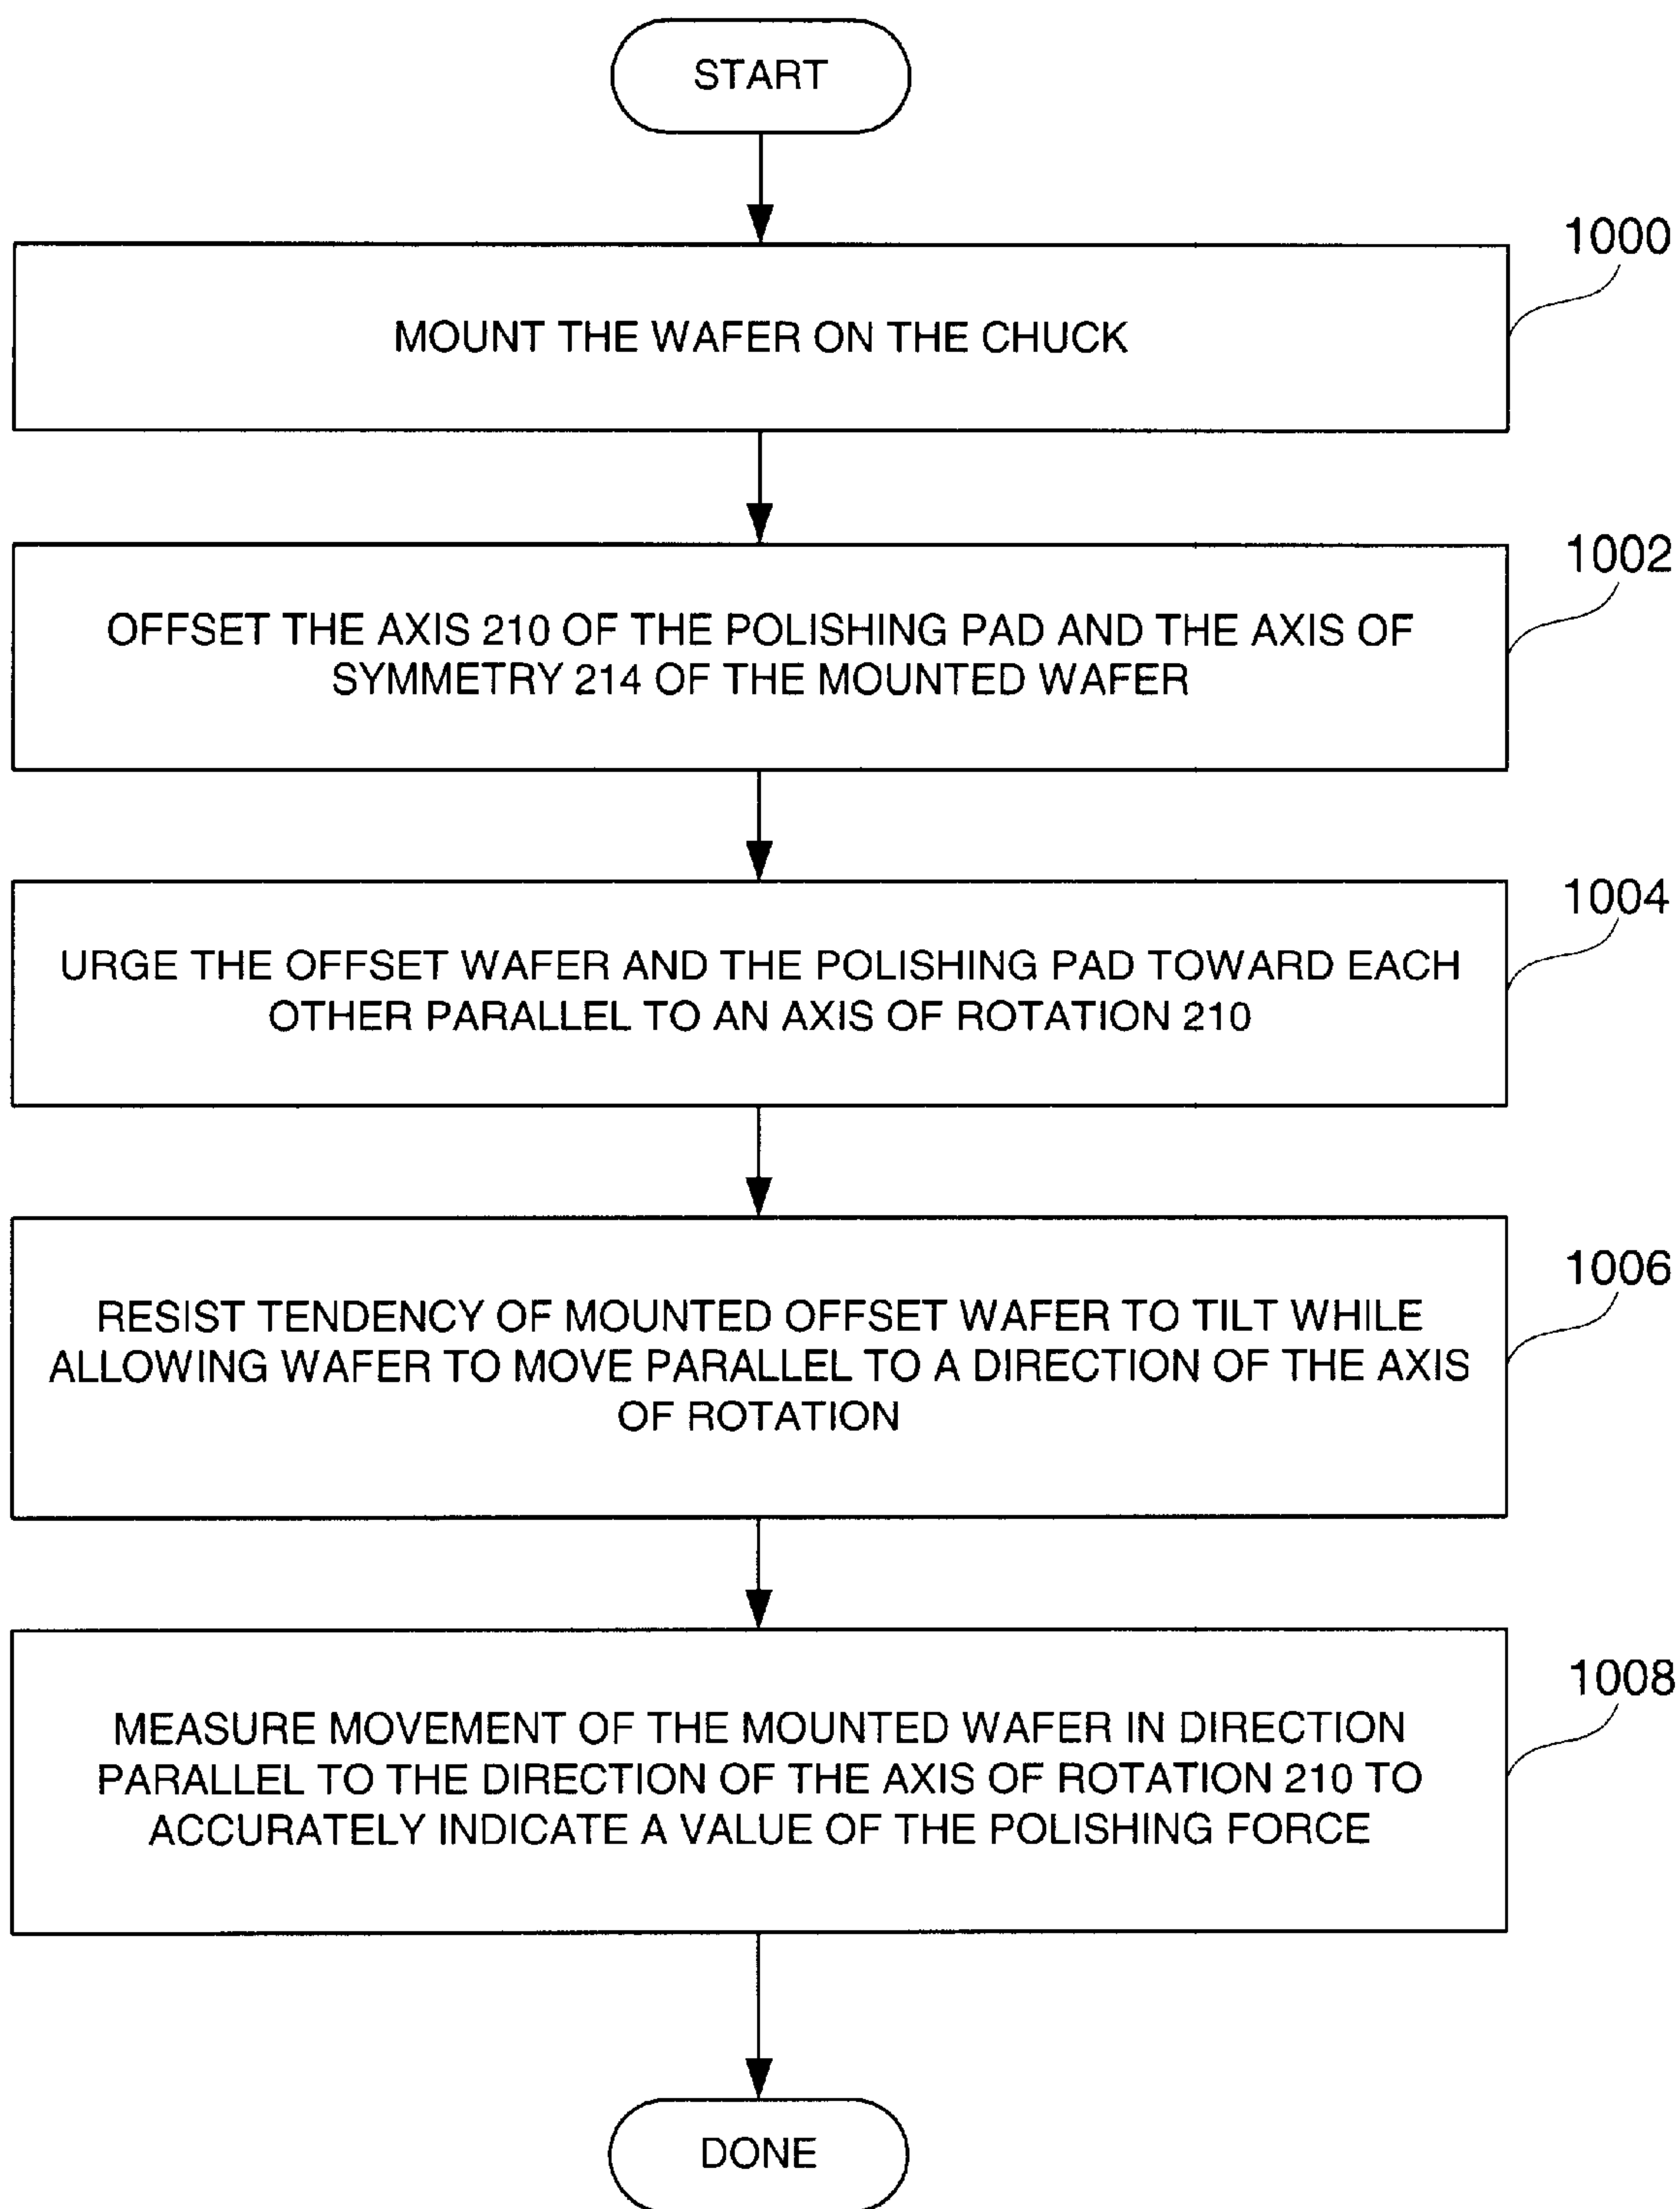 START
1000
MOUNT THE WAFER ON THE CHUCK
1002
OFFSET THE AXIS 210 OF THE POLISHING PAD AND THE AXIS OF
SYMMETRY 214 OF THE MOUNTED WAFER
1004
URGE THE OFFSET WAFER AND THE POLISHING PAD TOWARD EACH
OTHER PARALLEL TO AN AXIS OF ROTATION 210
1006
RESIST TENDENCY OF MOUNTED OFFSET WAFER TO TILT WHILE
ALLOWING WAFER TO MOVE PARALLEL TO A DIRECTION OF THE AXIS
OF ROTATION
1008
MEASURE MOVEMENT OF THE MOUNTED WAFER IN DIRECTION
PARALLEL TO THE DIRECTION OF THE AXIS OF ROTATION 210 TO
ACCURATELY INDICATE A VALUE OF THE POLISHING FORCE
DONE